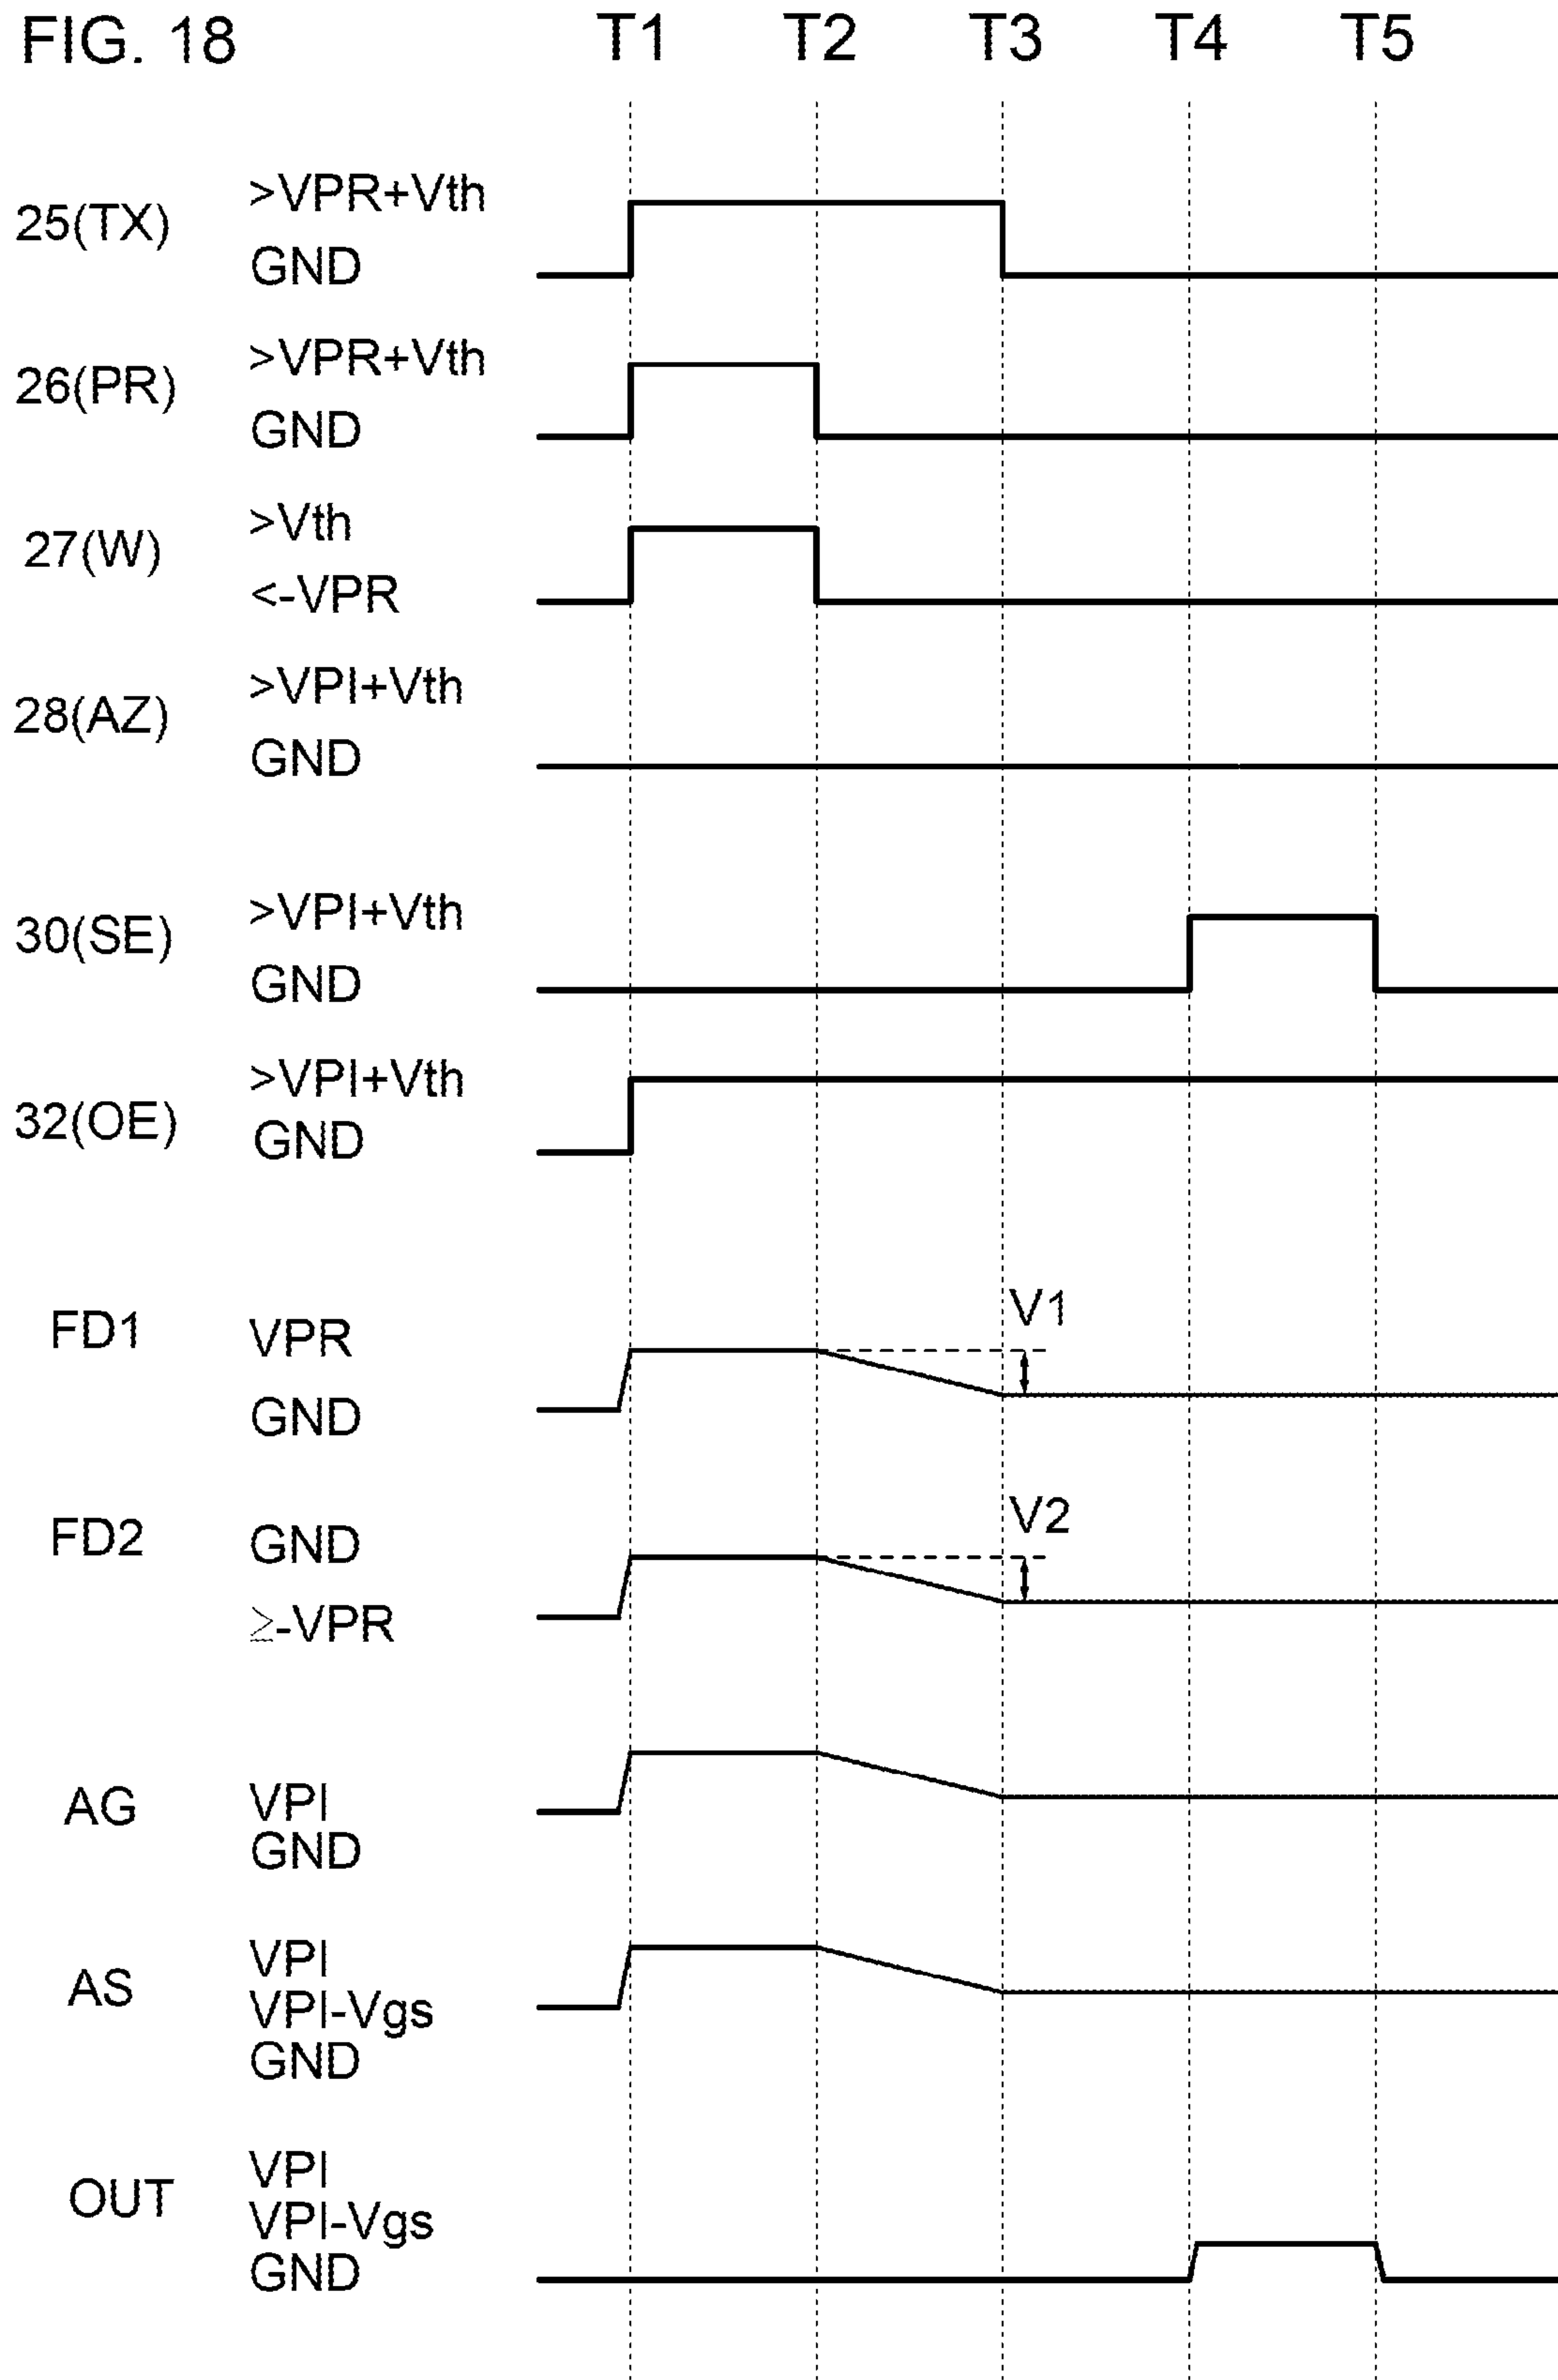 FIG. 18 T1 T2 T3 T4 T5
25(TX) >VPR+Vth
GND
26(PR) >VPR+Vth
GND
27(W) >Vth
<-VPR
28(AZ) >VPI+Vth
GND
30(SE) >VPI+Vth
GND
32(OE) >VPI+Vth
GND
V1
FD1 VPR
GND
V2
FD2 GND
≥-VPR
AG VPI
GND
AS VPI
VPI-Vgs
GND
OUT VPI
VPI-Vgs
GND